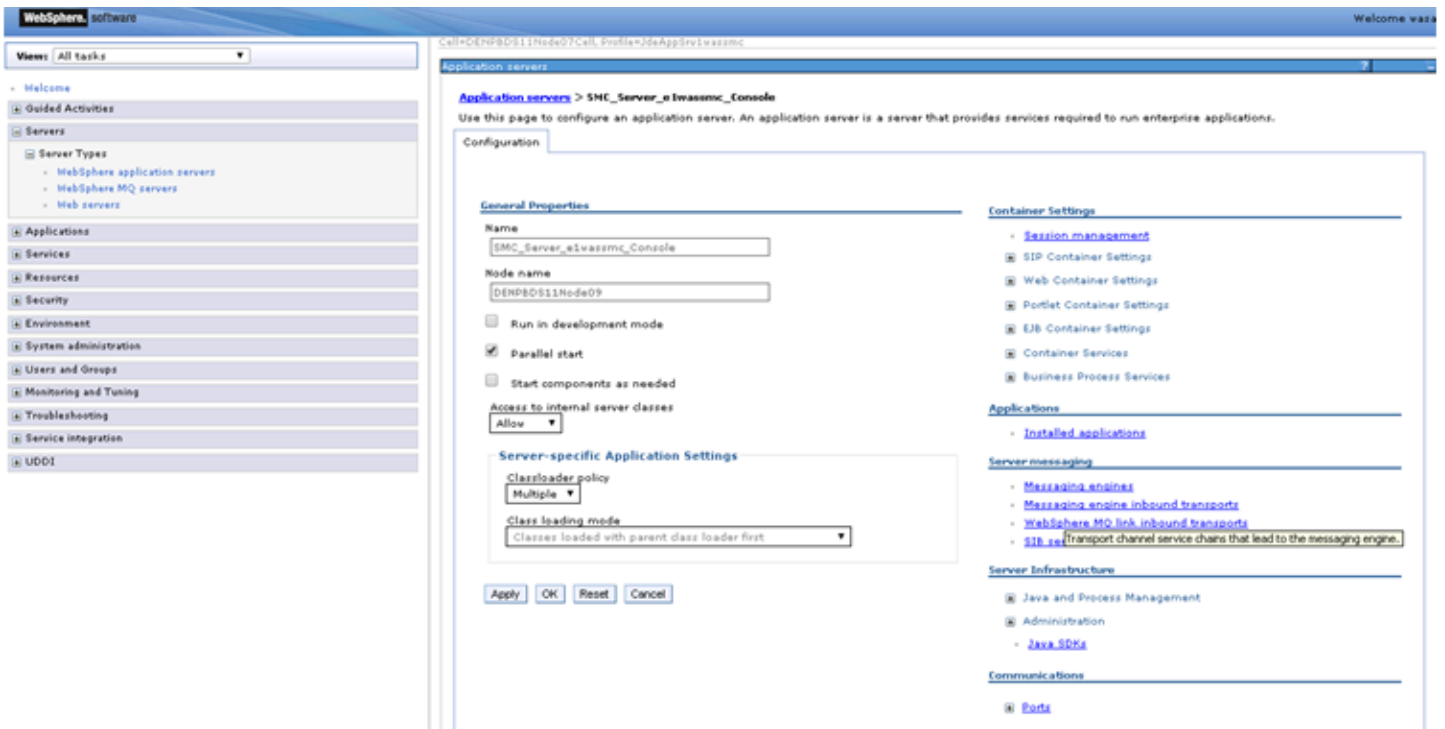 WebSphere. software
Welcome wasa
View: All tasks
Cell=DENPBDS11Node07Cell, Profile=JdeAppSrv1wassmc
Application servers
?
Welcome
Guided Activities
Servers
Server Types
WebSphere application servers
WebSphere MQ servers
Web servers
Applications
Services
Resources
Security
Environment
System administration
Users and Groups
Monitoring and Tuning
Troubleshooting
Service integration
UDDI
Application servers > SMC_Server_e1wassmc_Console
Use this page to configure an application server. An application server is a server that provides services required to run enterprise applications.
Configuration
General Properties
Name
SMC_Server_e1wassmc_Console
Node name
DENPBDS11Node09
Run in development mode
Parallel start
Start components as needed
Access to internal server classes
Allow
Server-specific Application Settings
Classloader policy
Multiple
Class loading mode
Classes loaded with parent class loader first
Apply
OK
Reset
Cancel
Container Settings
Session management
SIP Container Settings
Web Container Settings
Portlet Container Settings
EJB Container Settings
Container Services
Business Process Services
Applications
Installed applications
Server messaging
Messaging engines
Messaging engine inbound transports
WebSphere MQ link inbound transports
SIB se
Transport channel service chains that lead to the messaging engine.
Server Infrastructure
Java and Process Management
Administration
Java SDKs
Communications
Ports